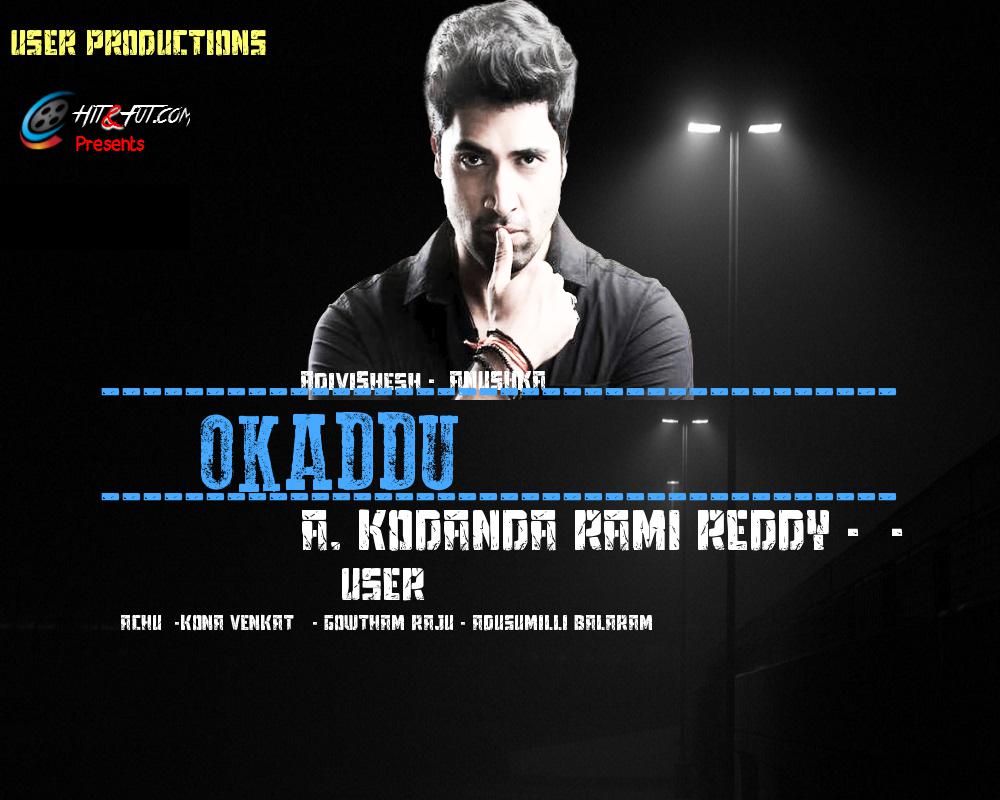 USER PRODUCTIONS
HIT&FUT.COM
Presents
ADIVISHESH - ANUSHKA
OKADDU
A. KODANDA RAMI REDDY - -
USER
ACHU -KONA VENKAT - GOWTHAM RAJU - ADUSUMILLI BALARAM